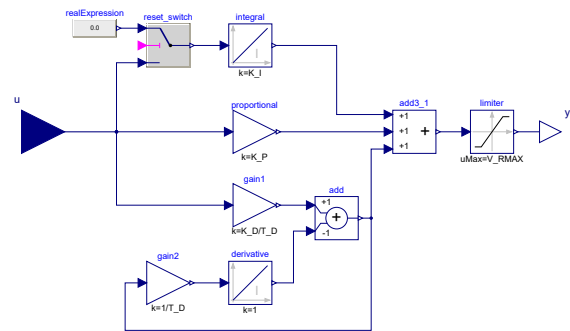 realExpression
reset_switch
integral
0.0
k=K_I
u
proportional
add3_1
limiter
y
+1
+1
+
+1
k=K_P
uMax=V_RMAX
gain1
add
+1
+
-1
k=K_D/T_D
gain2
derivative
k=1/T_D
k=1